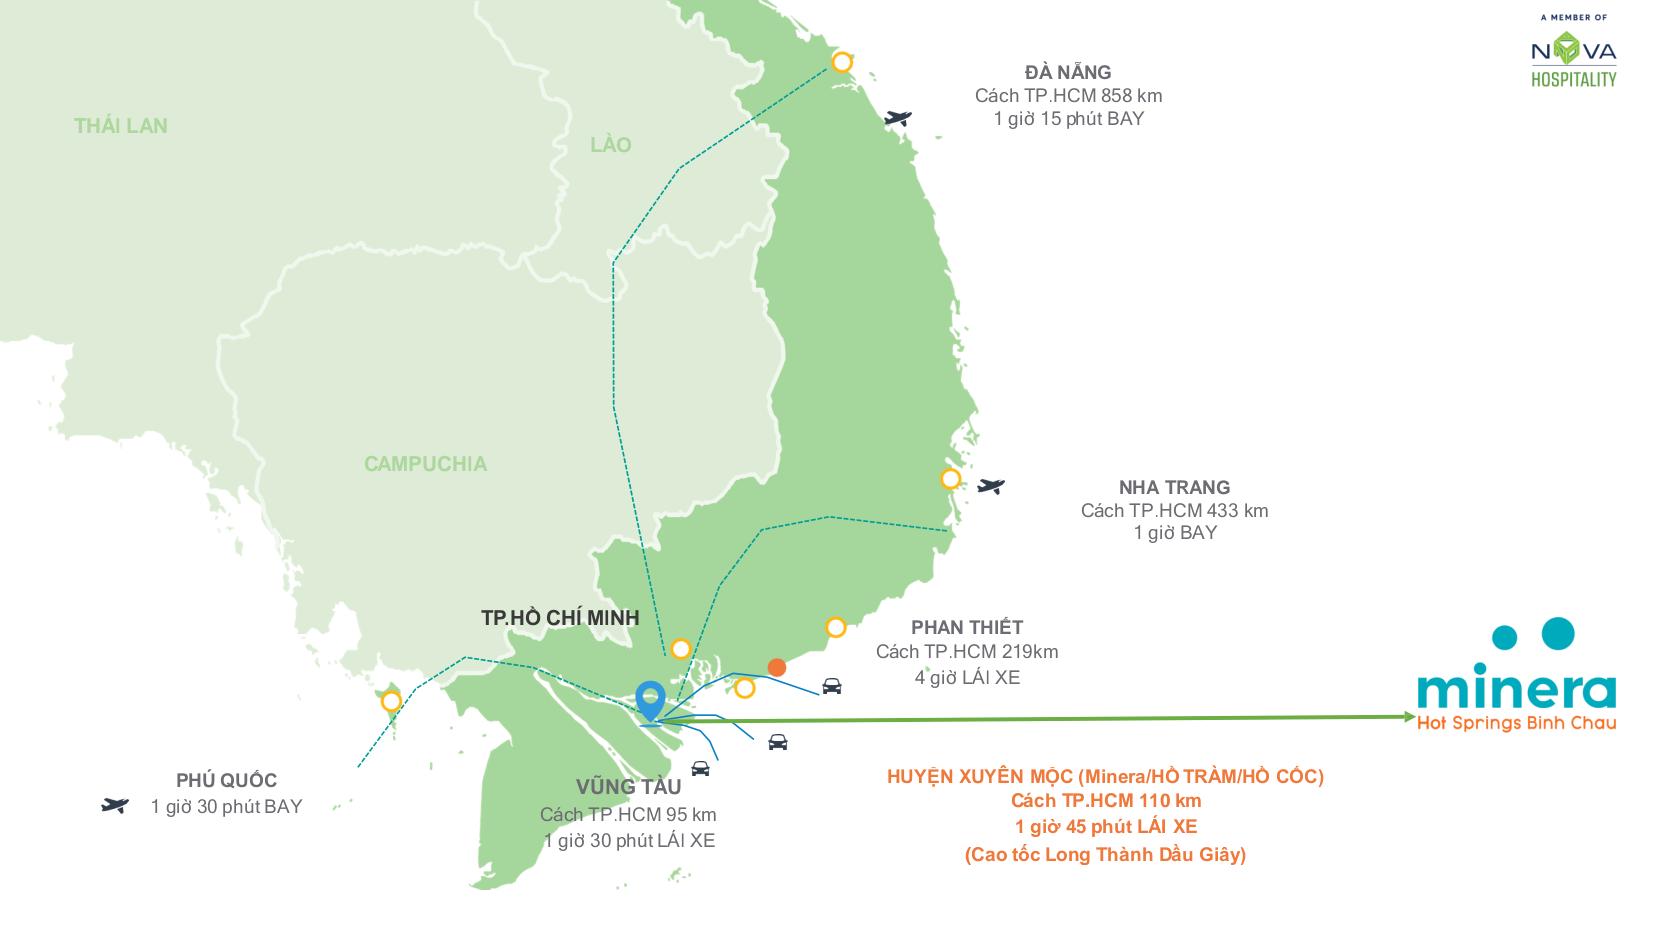 A MEMBER OF
NOVA
HOSPITALITY
ĐÀ NẴNG
Cách TP.HCM 858 km
1 giờ 15 phút BAY
THÁI LAN
LÀO
CAMPUCHIA
NHA TRANG
Cách TP.HCM 433 km
1 giờ BAY
TP.HỒ CHÍ MINH
PHAN THIẾT
Cách TP.HCM 219km
4 giờ LÁI XE
minera
Hot Springs Binh Chau
PHÚ QUỐC
1 giờ 30 phút BAY
VŨNG TÀU
Cách TP.HCM 95 km
1 giờ 30 phút LÁI XE
HUYỆN XUYÊN MỘC (Minera/HỒ TRÀM/HỒ CỐC)
Cách TP.HCM 110 km
1 giờ 45 phút LÁI XE
(Cao tốc Long Thành Dầu Giây)